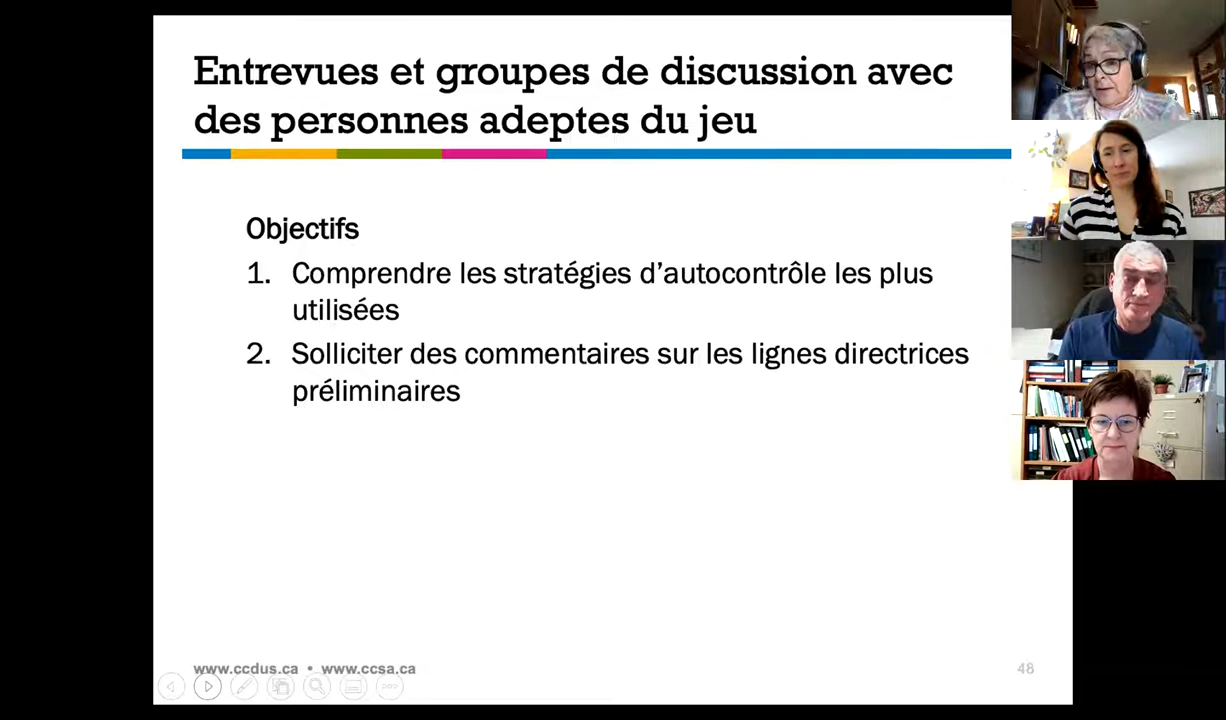 Entrevues et groupes de discussion avec
des personnes adeptes du jeu
Objectifs
1. Comprendre les stratégies d’autocontrôle les plus
utilisées
2. Solliciter des commentaires sur les lignes directrices
préliminaires
www.ccdus.ca • www.ccsa.ca
48